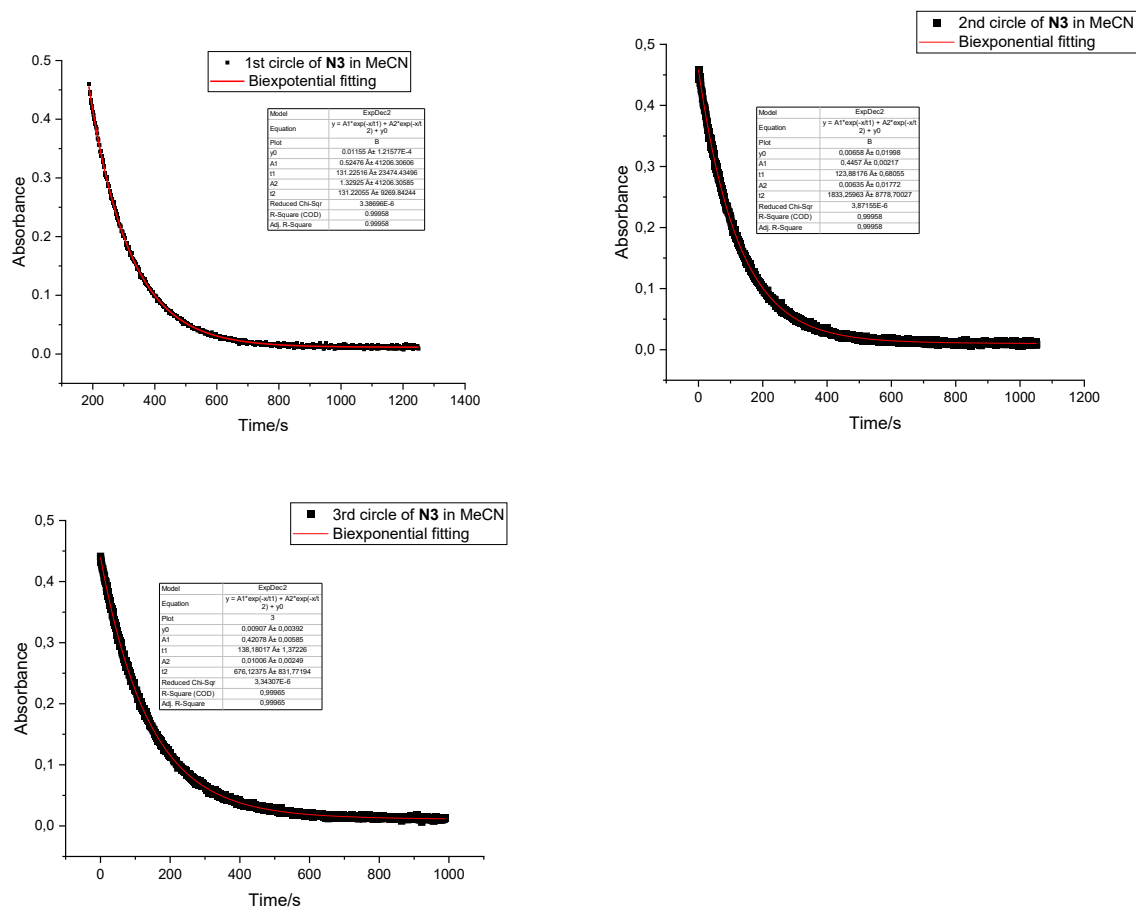 1st circle of N3 in MeCN
Biexpotential fitting
Model ExpDec2
Equation y = A1*exp(-x/t1) + A2*exp(-x/t
2) + y0
Plot B
y0 0.01155 Â± 1.21577E-4
A1 0.52476 Â± 41206.30606
t1 131.22516 Â± 23474.43496
A2 1.32925 Â± 41206.30585
t2 131.22055 Â± 9269.84244
Reduced Chi-Sqr 3.38696E-6
R-Square (COD) 0.99958
Adj. R-Square 0.99958
0.5
0.4
0.3
0.2
0.1
0.0
Absorbance
200 400 600 800 1000 1200 1400
Time/s
2nd circle of N3 in MeCN
Biexponential fitting
Model ExpDec2
Equation y = A1*exp(-x/t1) + A2*exp(-x/t
2) + y0
Plot B
y0 0,00658 Â± 0,01998
A1 0,4457 Â± 0,00217
t1 123,88176 Â± 0,68055
A2 0,00635 Â± 0,01772
t2 1833,25963 Â± 8778,70027
Reduced Chi-Sqr 3,87155E-6
R-Square (COD) 0,99958
Adj. R-Square 0,99958
0,5
0,4
0,3
0,2
0,1
0,0
Absorbance
0 200 400 600 800 1000 1200
Time/s
3rd circle of N3 in MeCN
Biexponential fitting
Model ExpDec2
Equation y = A1*exp(-x/t1) + A2*exp(-x/t
2) + y0
Plot 3
y0 0,00907 Â± 0,00392
A1 0,42078 Â± 0,00585
t1 138,18017 Â± 1,37226
A2 0,01006 Â± 0,00249
t2 676,12375 Â± 831,77194
Reduced Chi-Sqr 3,34307E-6
R-Square (COD) 0,99965
Adj. R-Square 0,99965
0,5
0,4
0,3
0,2
0,1
0,0
Absorbance
0 200 400 600 800 1000
Time/s